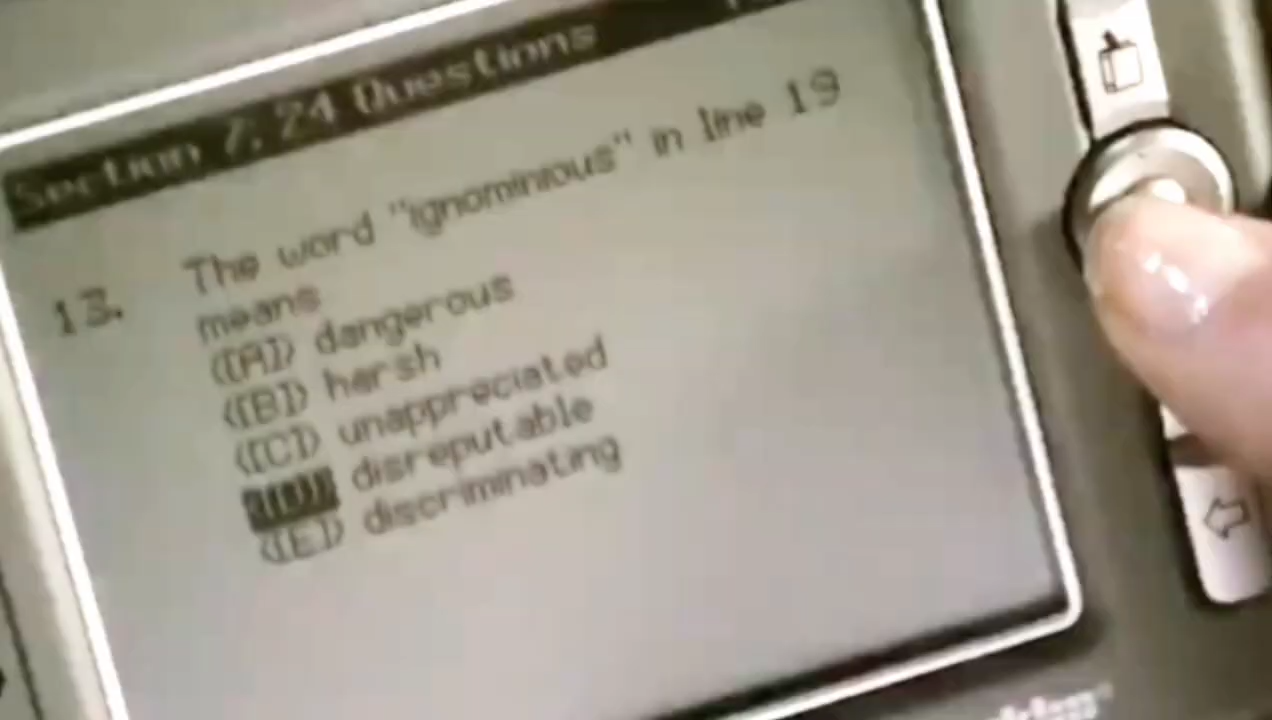 Section 7, 24 Questions
13. The word "ignominious" in line 19
means
([A]) dangerous
([B]) harsh
([C]) unappreciated
([D]) disreputable
([E]) discriminating